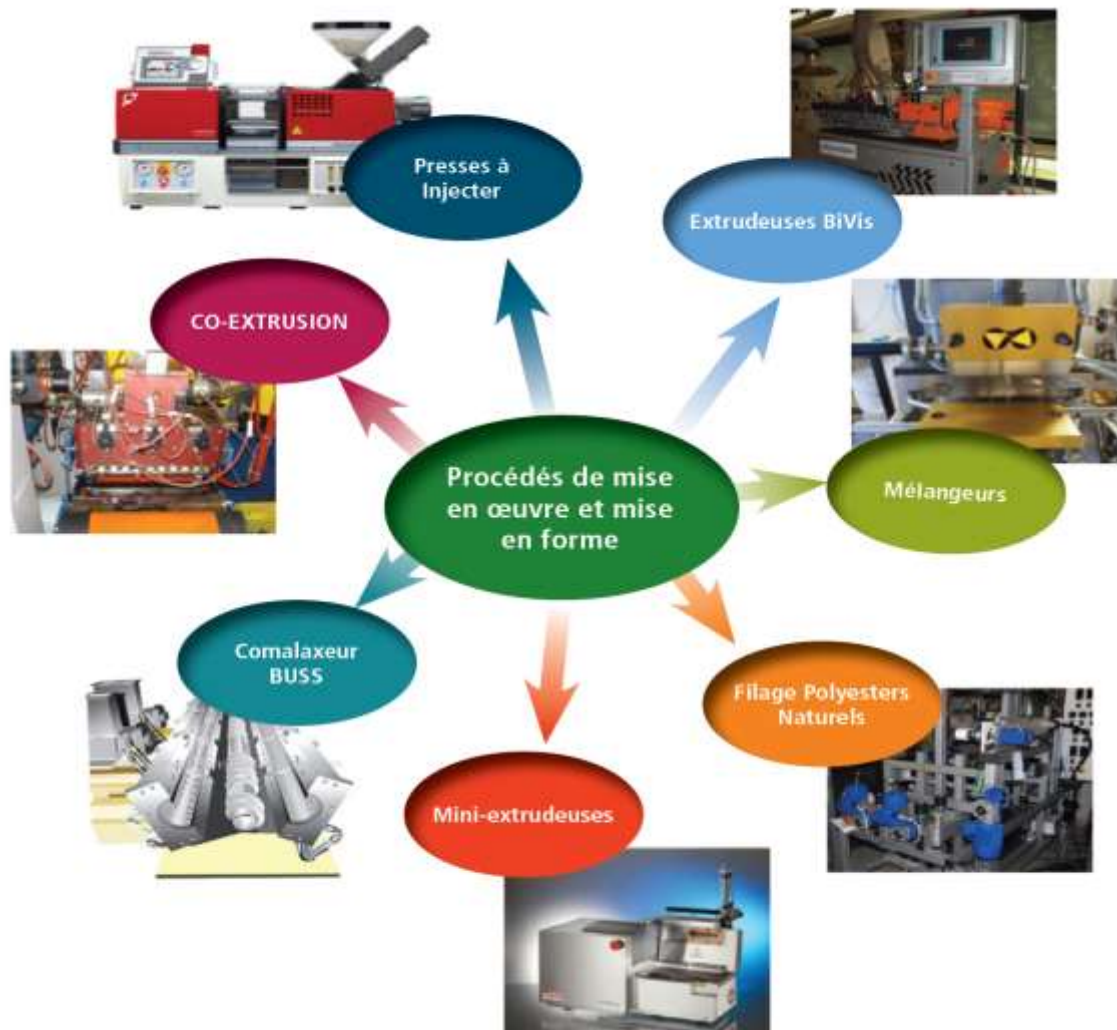 Presses à
Injecter
Extrudeuses BiVis
CO-EXTRUSION
Procédés de mise
en œuvre et mise
en forme
Mélangeurs
Comalaxeur
BUSS
Filage Polyesters
Naturels
Mini-extrudeuses